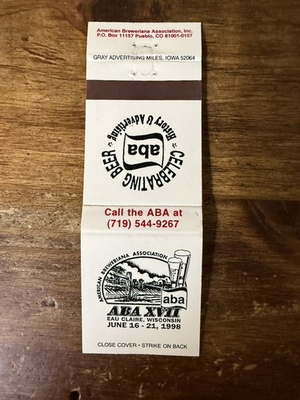 American Breweriana Association, Inc.
P.O. Box 11157 Pueblo, CO 81001-0157
GRAY ADVERTISING MILES, IOWA 52064
CELEBRATING BEER
aba
History & Advertising
Call the ABA at
(719) 544-9267
AMERICAN BREWERIANA ASSOCIATION
aba
ABA XVII
EAU CLAIRE, WISCONSIN
JUNE 16 - 21, 1998
CLOSE COVER • STRIKE ON BACK